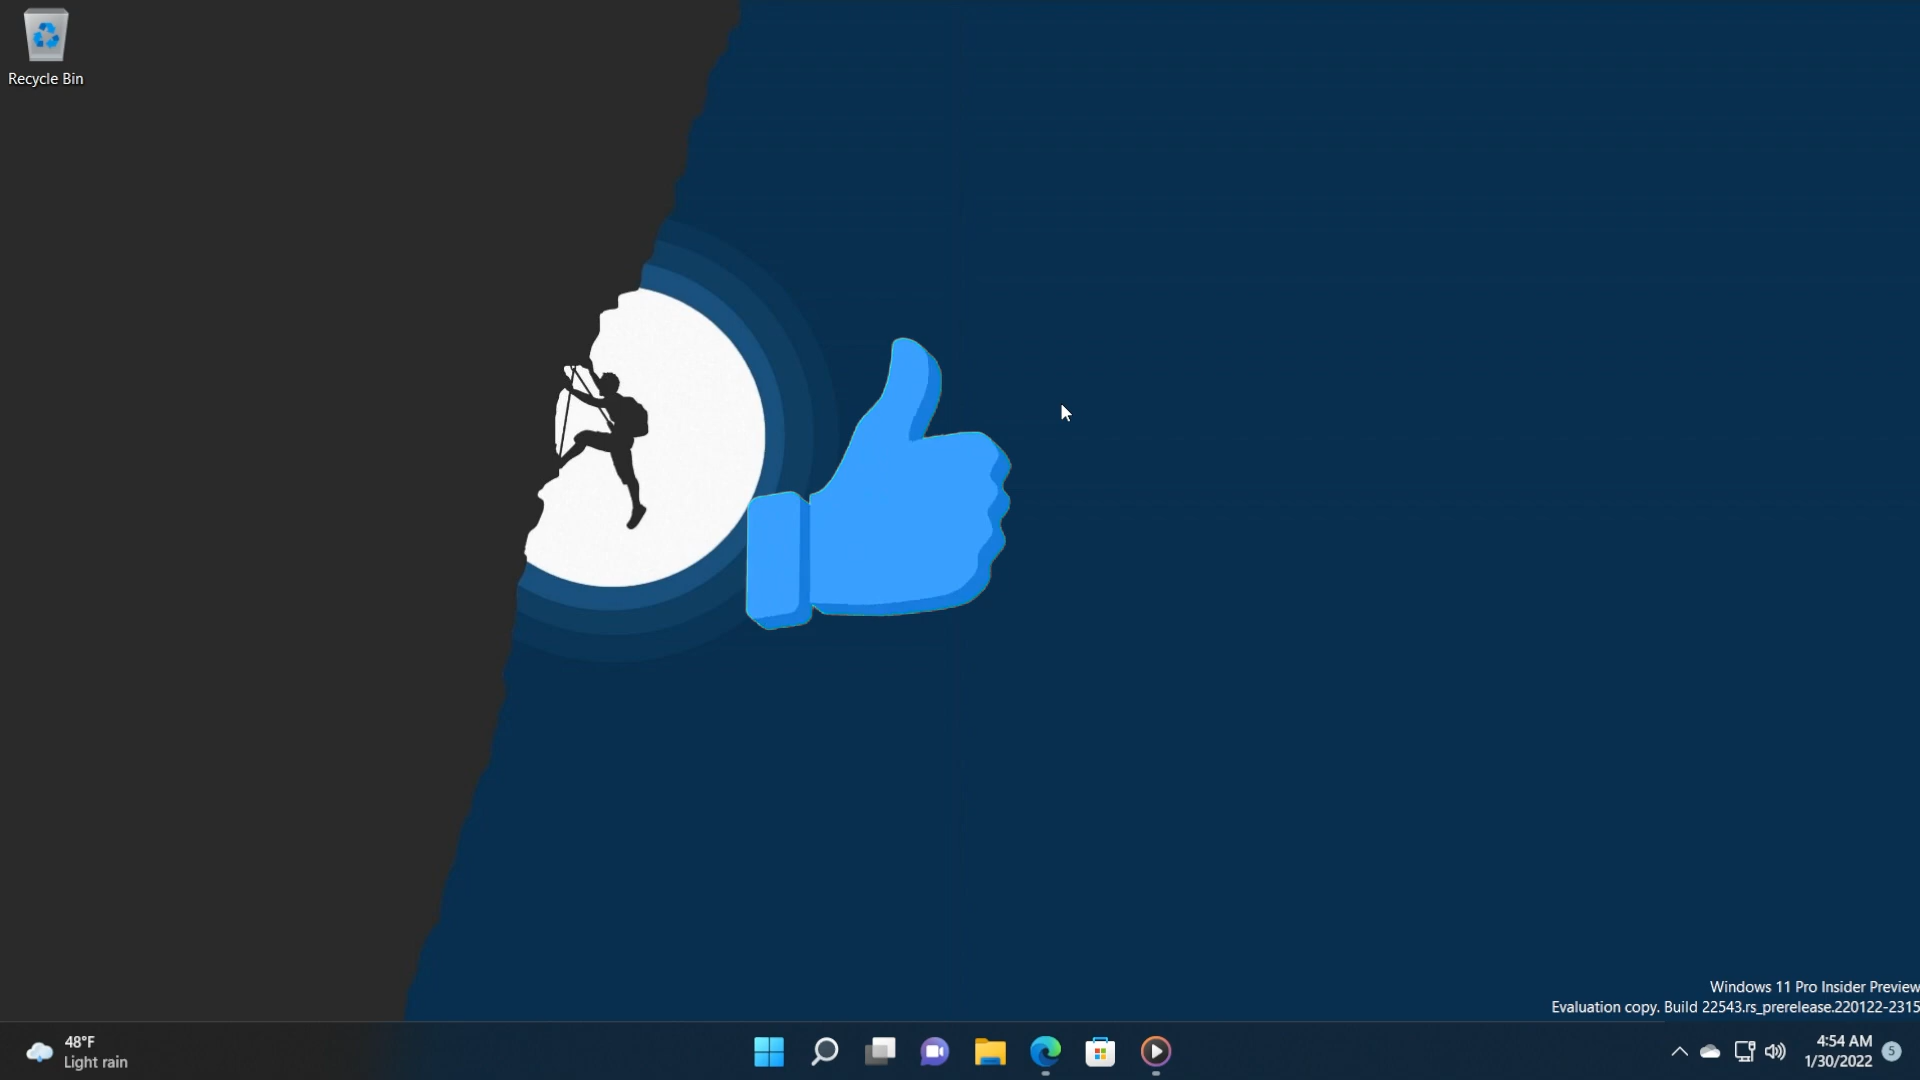 Recycle Bin
Windows 11 Pro Insider Preview
Evaluation copy. Build 22543.rs_prerelease.220122-2315
48°F
Light rain
4:54 AM
1/30/2022
5